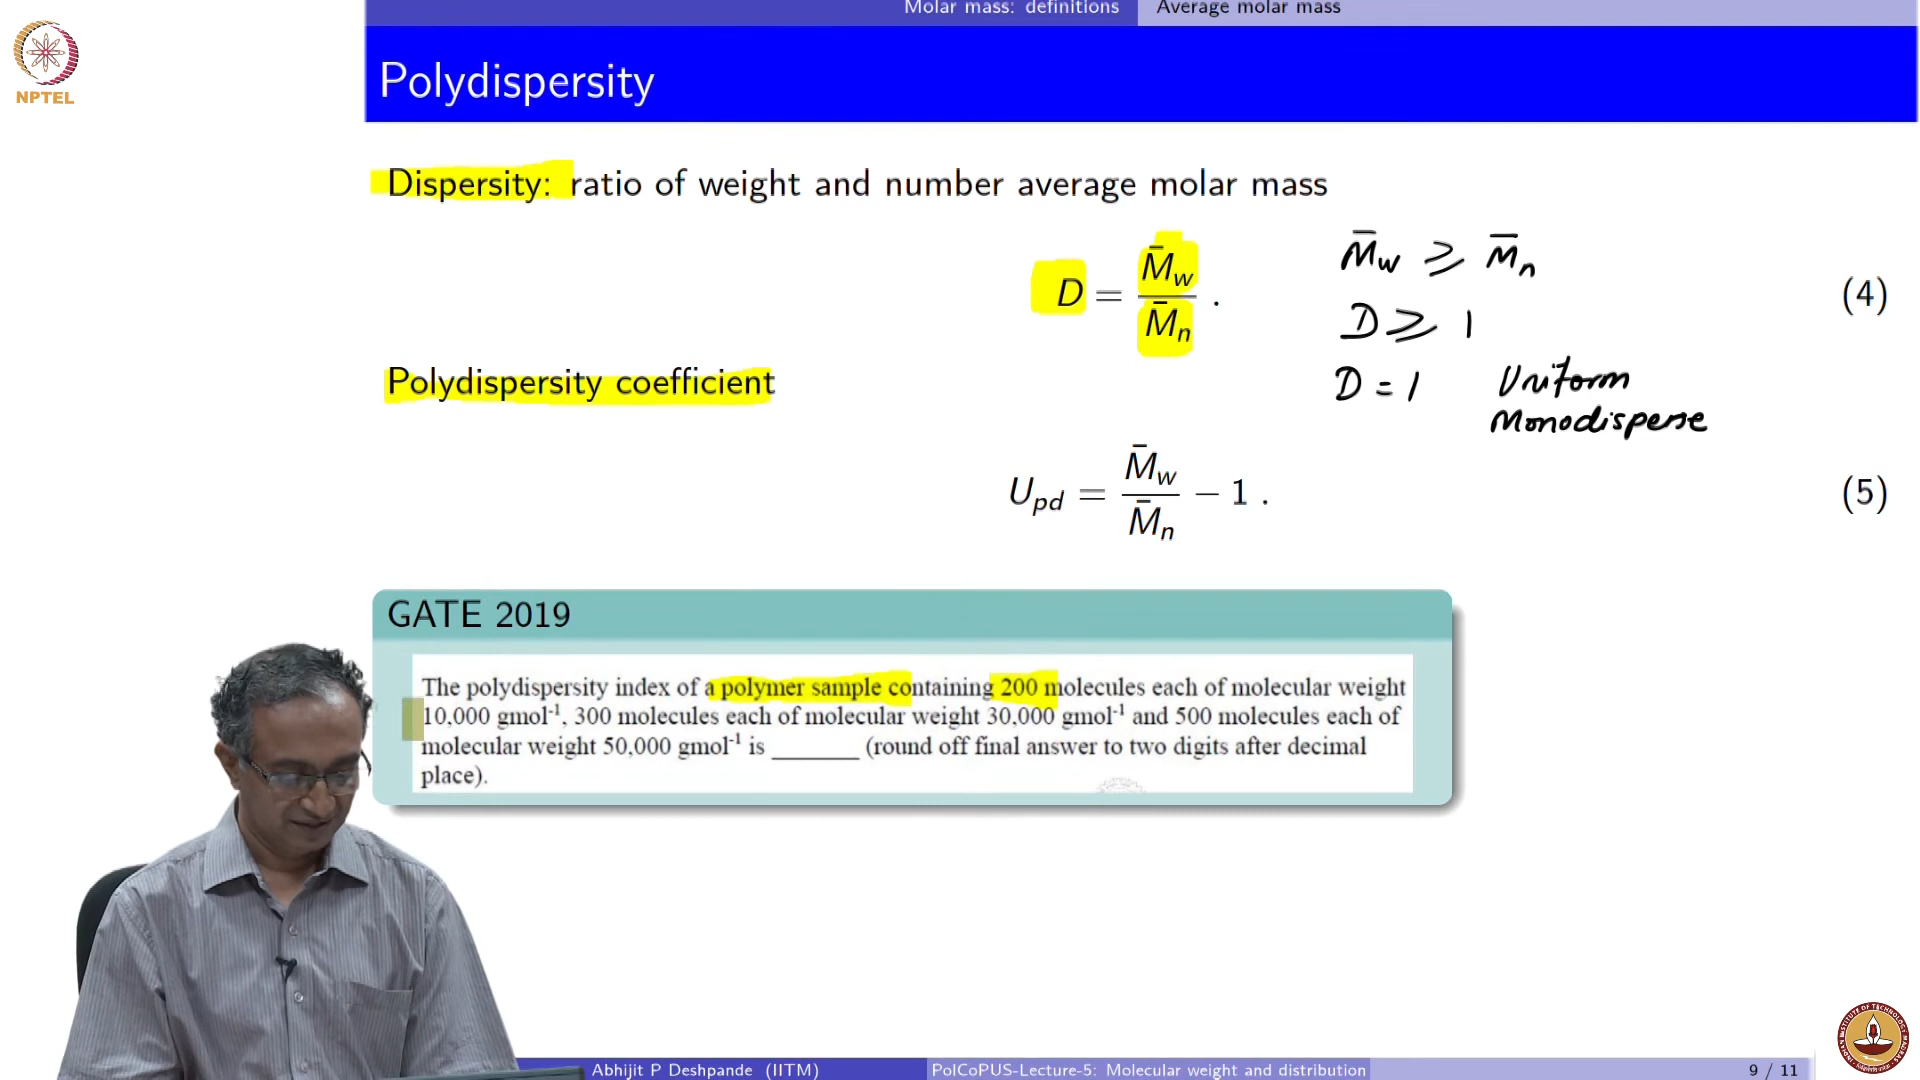 Molar mass: definitions Average molar mass
NPTEL
Polydispersity
Dispersity: ratio of weight and number average molar mass
D = M̄w / M̄n . (4)
M̄w ⩾ M̄n
D ⩾ 1
D = 1 Uniform
Monodisperse
Polydispersity coefficient
Upd = M̄w / M̄n − 1 . (5)
GATE 2019
The polydispersity index of a polymer sample containing 200 molecules each of molecular weight
10,000 gmol-1, 300 molecules each of molecular weight 30,000 gmol-1 and 500 molecules each of
molecular weight 50,000 gmol-1 is ________ (round off final answer to two digits after decimal
place).
Abhijit P Deshpande (IITM) PolCoPUS-Lecture-5: Molecular weight and distribution 9 / 11